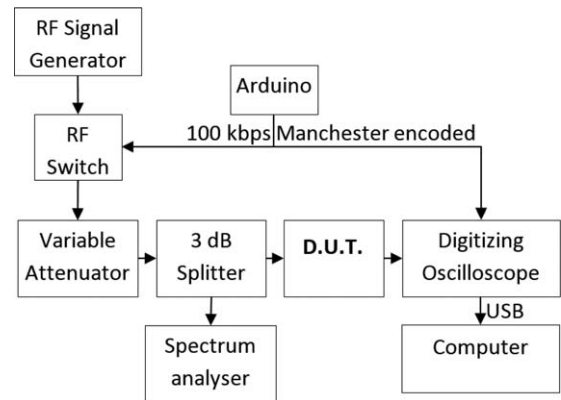 RF Signal
Generator
Arduino
100 kbps Manchester encoded
RF
Switch
Variable
Attenuator
3 dB
Splitter
D.U.T.
Digitizing
Oscilloscope
USB
Spectrum
analyser
Computer